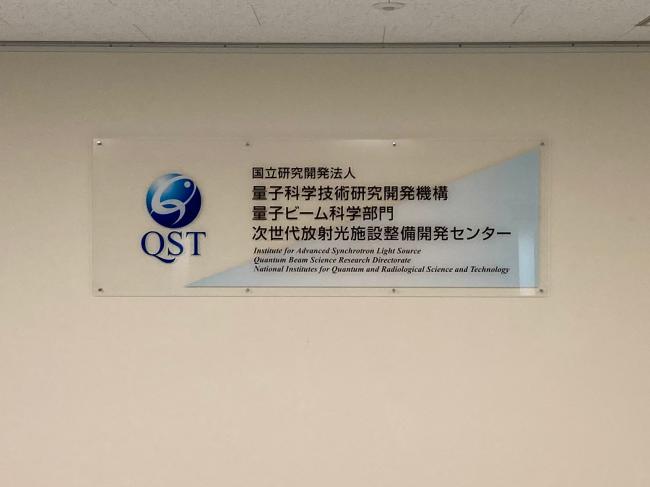 QST
国立研究開発法人
量子科学技術研究開発機構
量子ビーム科学部門
次世代放射光施設整備開発センター
Institute for Advanced Synchrotron Light Source
Quantum Beam Science Research Directorate
National Institutes for Quantum and Radiological Science and Technology